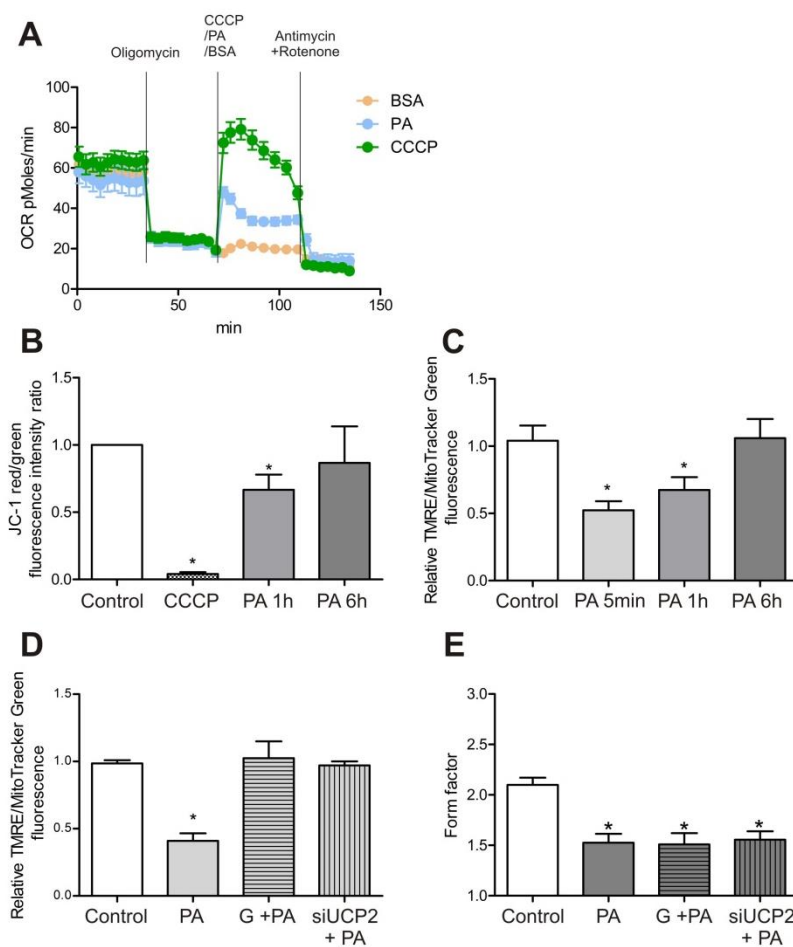 A
Oligomycin
CCCP
/PA
/BSA
Antimycin
+Rotenone
BSA
PA
CCCP
OCR pMoles/min
100
80
60
40
20
0
0 50 100 150
min
B
JC-1 red/green
fluorescence intensity ratio
1.5
1.0
0.5
0.0
*
*
Control CCCP PA 1h PA 6h
C
Relative TMRE/MitoTracker Green
fluorescence
1.5
1.0
0.5
0.0
*
*
Control PA 5min PA 1h PA 6h
D
Relative TMRE/MitoTracker Green
fluorescence
1.5
1.0
0.5
0.0
*
Control PA G +PA siUCP2
+ PA
E
Form factor
3.0
2.5
2.0
1.5
1.0
* * *
Control PA G +PA siUCP2
+ PA